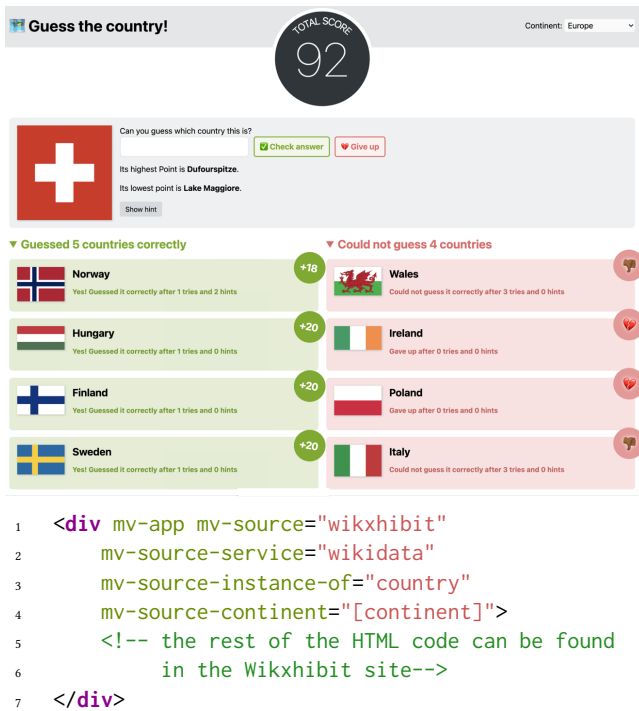 Guess the country!
TOTAL SCORE
92
Continent: Europe
Can you guess which country this is?
✅ Check answer 💔 Give up
Its highest Point is Dufourspitze.
Its lowest point is Lake Maggiore.
Show hint
▼ Guessed 5 countries correctly
Norway
Yes! Guessed it correctly after 1 tries and 2 hints
+18
Hungary
Yes! Guessed it correctly after 1 tries and 0 hints
+20
Finland
Yes! Guessed it correctly after 1 tries and 0 hints
+20
Sweden
Yes! Guessed it correctly after 1 tries and 0 hints
+20
▼ Could not guess 4 countries
Wales
Could not guess it correctly after 3 tries and 0 hints
Ireland
Gave up after 0 tries and 0 hints
Poland
Gave up after 0 tries and 0 hints
Italy
Could not guess it correctly after 3 tries and 0 hints
1 <div mv-app mv-source="wikxhibit"
2 mv-source-service="wikidata"
3 mv-source-instance-of="country"
4 mv-source-continent="[continent]">
5 <!-- the rest of the HTML code can be found
6 in the Wikxhibit site-->
7 </div>